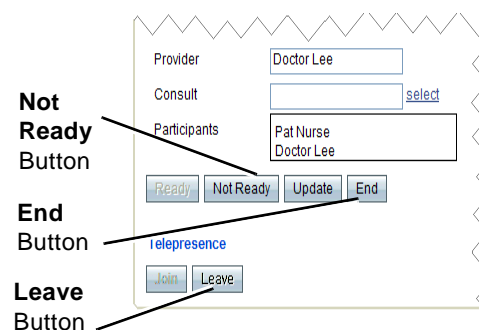 Provider
Doctor Lee
Consult
select
Participants
Pat Nurse
Doctor Lee
Ready
Not Ready
Update
End
Telepresence
Join
Leave
Not
Ready
Button
End
Button
Leave
Button